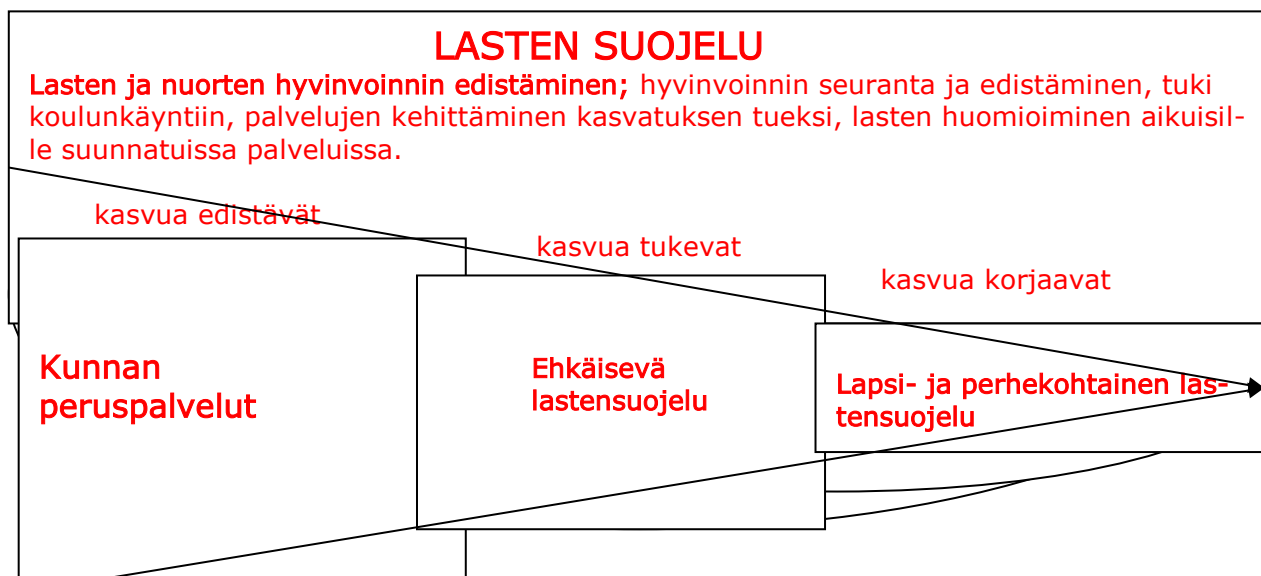 LASTEN SUOJELU
Lasten ja nuorten hyvinvoinnin edistäminen; hyvinvoinnin seuranta ja edistäminen, tuki
koulunkäyntiin, palvelujen kehittäminen kasvatuksen tueksi, lasten huomioiminen aikuisil-
le suunnatuissa palveluissa.
kasvua edistävät
kasvua tukevat
kasvua korjaavat
Kunnan
peruspalvelut
Ehkäisevä
lastensuojelu
Lapsi- ja perhekohtainen las-
tensuojelu